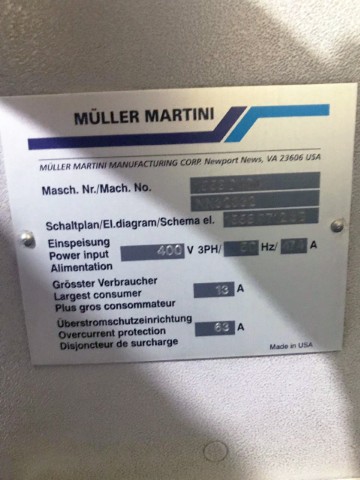 MÜLLER MARTINI
MÜLLER MARTINI MANUFACTURING CORP. Newport News, VA 23606 USA
Masch. Nr./Mach. No.
Schaltplan/El.diagram/Schema el.
Einspeisung
Power input 400 V 3PH/ Hz/ A
Alimentation
Grösster Verbraucher
Largest consumer 13 A
Plus gros consommateur
Überstromschutzeinrichtung
Overcurrent protection 63 A
Disjoncteur de surcharge
Made in USA